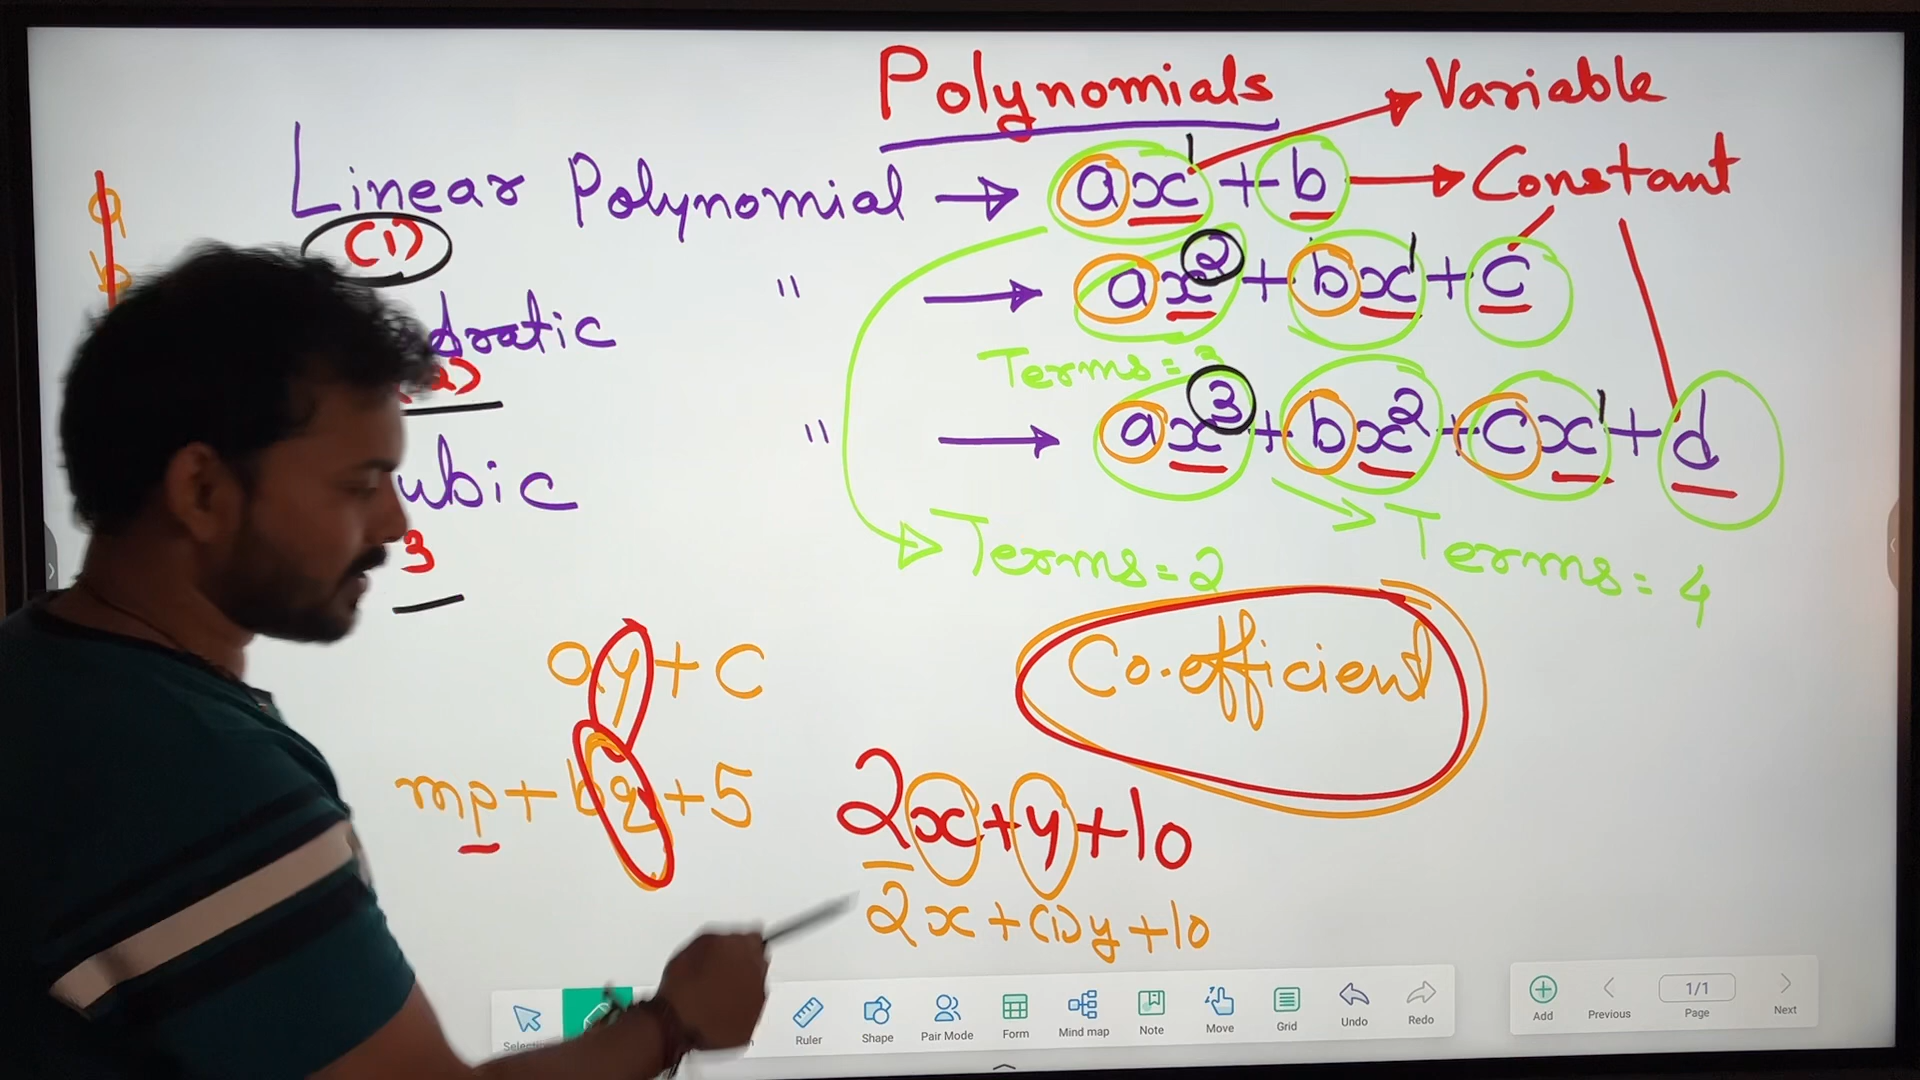 Polynomials
Variable
Linear Polynomial → ax¹ + b → Constant
(1)
dratic " → ax² + bx¹ + c
2)
Terms = 3
ubic " → ax³ + bx² + cx¹ + d
3
Terms = 2
Terms = 4
ay + c
Co-efficient
mp + bq + 5
2x + y + 10
2x + (1)y + 10
a
b
Ruler
Shape
Pair Mode
Form
Mind map
Note
Move
Grid
Undo
Redo
Add
Previous
1/1
Page
Next